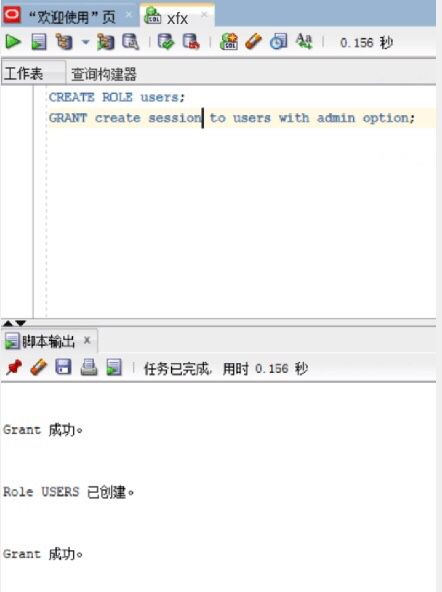 “欢迎使用”页
xfx
0.156 秒
工作表
查询构建器
CREATE ROLE users;
GRANT create session to users with admin option;
脚本输出
任务已完成, 用时 0.156 秒
Grant 成功。
Role USERS 已创建。
Grant 成功。